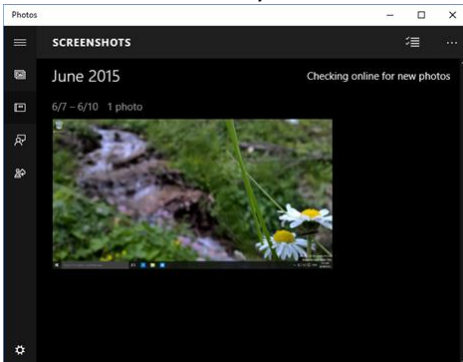 Photos
SCREENSHOTS
June 2015
Checking online for new photos
6/7 – 6/10 1 photo